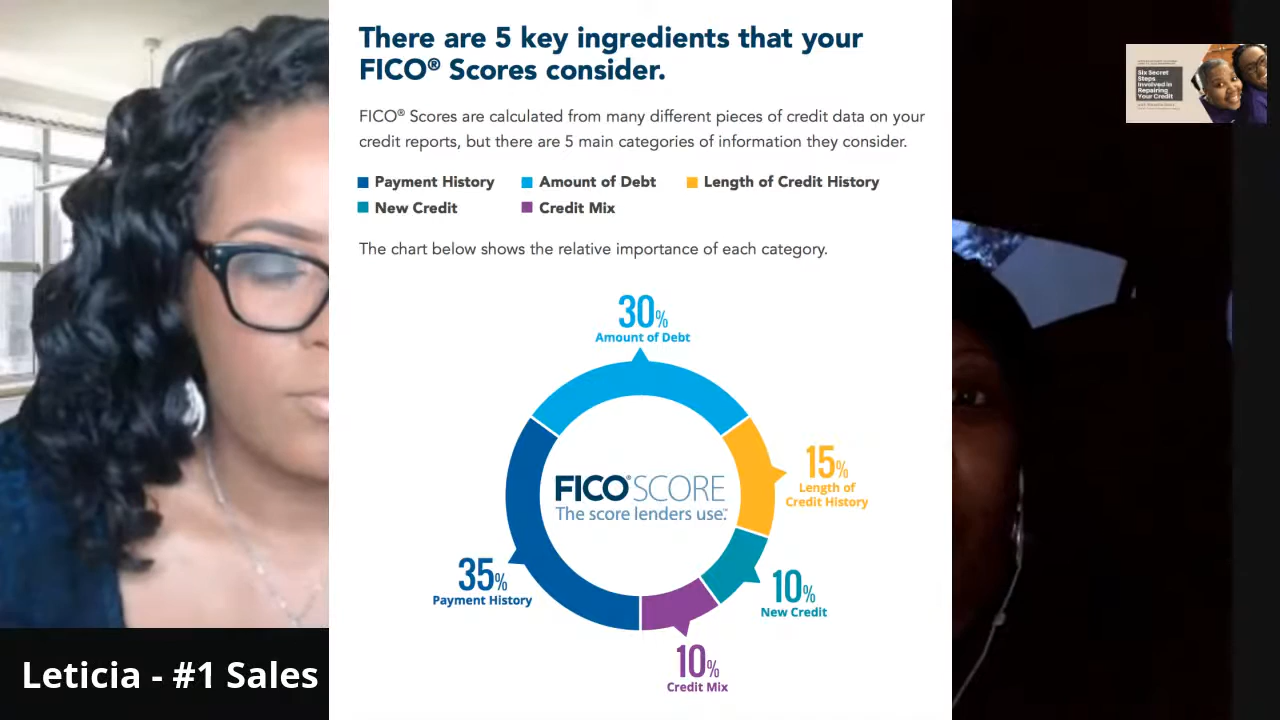 There are 5 key ingredients that your
FICO® Scores consider.
FICO® Scores are calculated from many different pieces of credit data on your
credit reports, but there are 5 main categories of information they consider.
Payment History
Amount of Debt
Length of Credit History
New Credit
Credit Mix
The chart below shows the relative importance of each category.
30%
Amount of Debt
15%
Length of
Credit History
FICO® SCORE
The score lenders use.™
35%
Payment History
10%
New Credit
10%
Credit Mix
Leticia - #1 Sales
Six Secret
Steps
Involved in
Repairing
Your Credit